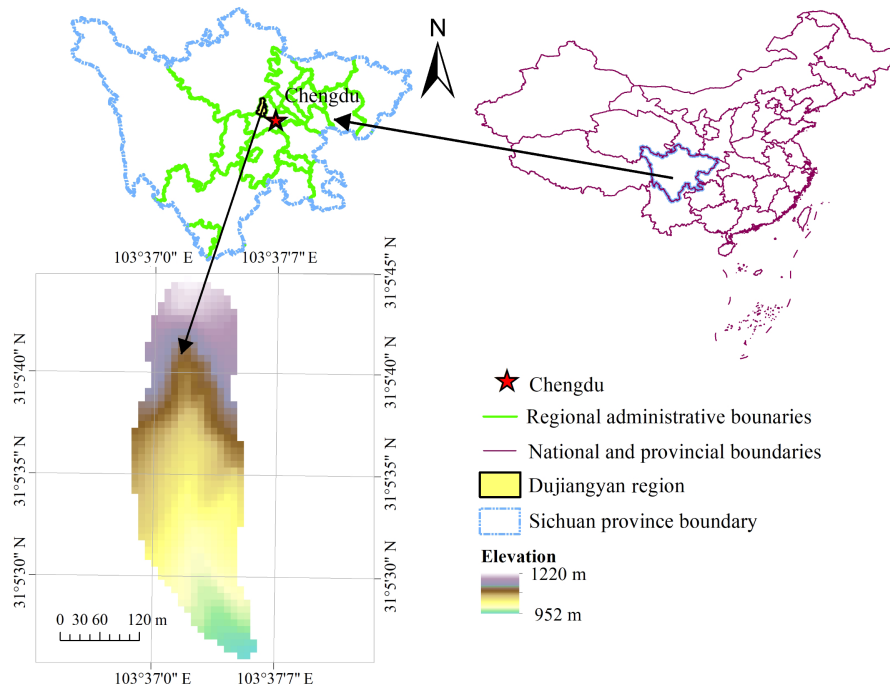 N
Chengdu
103°37'0" E
103°37'7" E
31°5'45" N
31°5'40" N
31°5'40" N
31°5'35" N
31°5'35" N
31°5'30" N
31°5'30" N
0 30 60 120 m
103°37'0" E
103°37'7" E
Chengdu
Regional administrative bounaries
National and provincial boundaries
Dujiangyan region
Sichuan province boundary
Elevation
1220 m
952 m